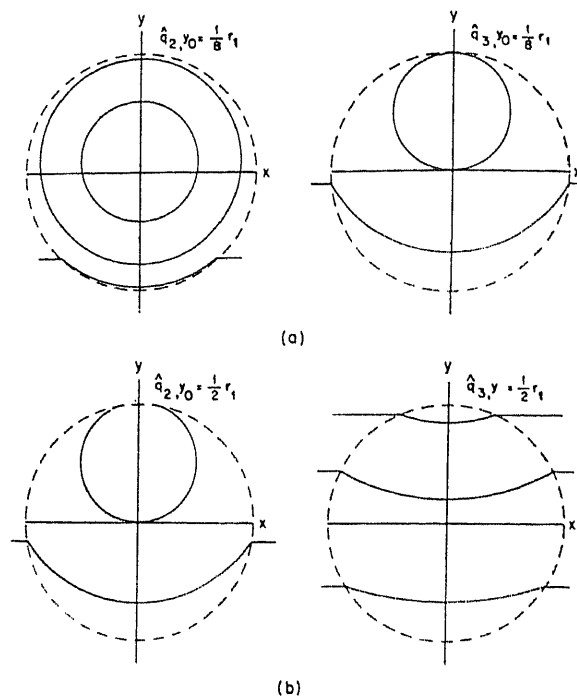 y
q̂₂, y₀ = 1/8 r₁
x
y
q̂₃, y₀ = 1/8 r₁
x
(a)
y
q̂₂, y₀ = 1/2 r₁
x
y
q̂₃, y = 1/2 r₁
x
(b)